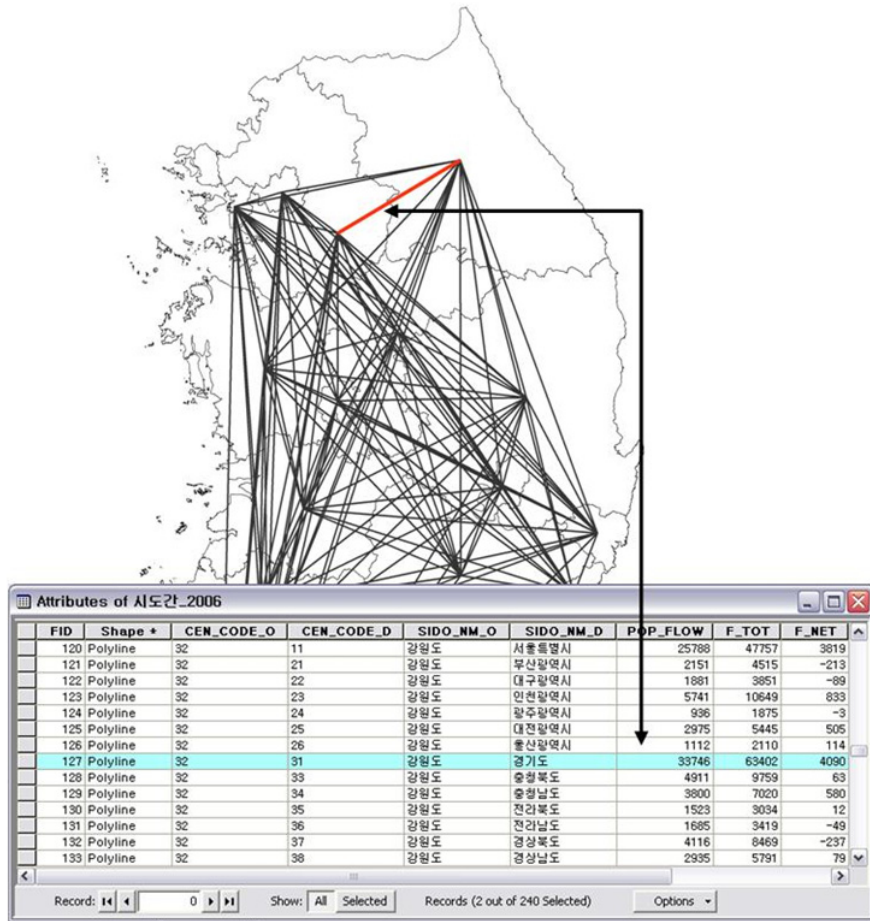 Attributes of 시도간_2006
FID Shape * CEN_CODE_O CEN_CODE_D SIDO_NM_O SIDO_NM_D POP_FLOW F_TOT F_NET
120 Polyline 32 11 강원도 서울특별시 25788 47757 3819
121 Polyline 32 21 강원도 부산광역시 2151 4515 -213
122 Polyline 32 22 강원도 대구광역시 1881 3851 -89
123 Polyline 32 23 강원도 인천광역시 5741 10649 833
124 Polyline 32 24 강원도 광주광역시 936 1875 -3
125 Polyline 32 25 강원도 대전광역시 2975 5445 505
126 Polyline 32 26 강원도 울산광역시 1112 2110 114
127 Polyline 32 31 강원도 경기도 33746 63402 4090
128 Polyline 32 33 강원도 충청북도 4911 9759 63
129 Polyline 32 34 강원도 충청남도 3800 7020 580
130 Polyline 32 35 강원도 전라북도 1523 3034 12
131 Polyline 32 36 강원도 전라남도 1685 3419 -49
132 Polyline 32 37 강원도 경상북도 4116 8469 -237
133 Polyline 32 38 강원도 경상남도 2935 5791 79
Record: 0 Show: All Selected Records (2 out of 240 Selected) Options